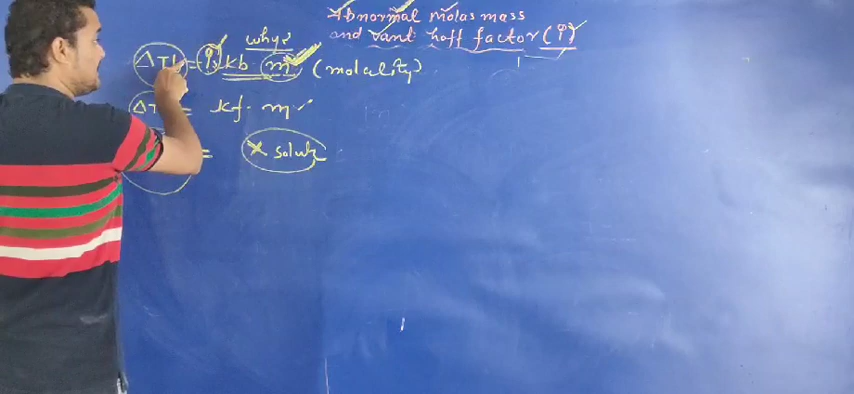 Abnormal molas mass
and vant hoff factor (i)
why?
ΔTb = i kb m (molality)
ΔT = kf. m
= X solute